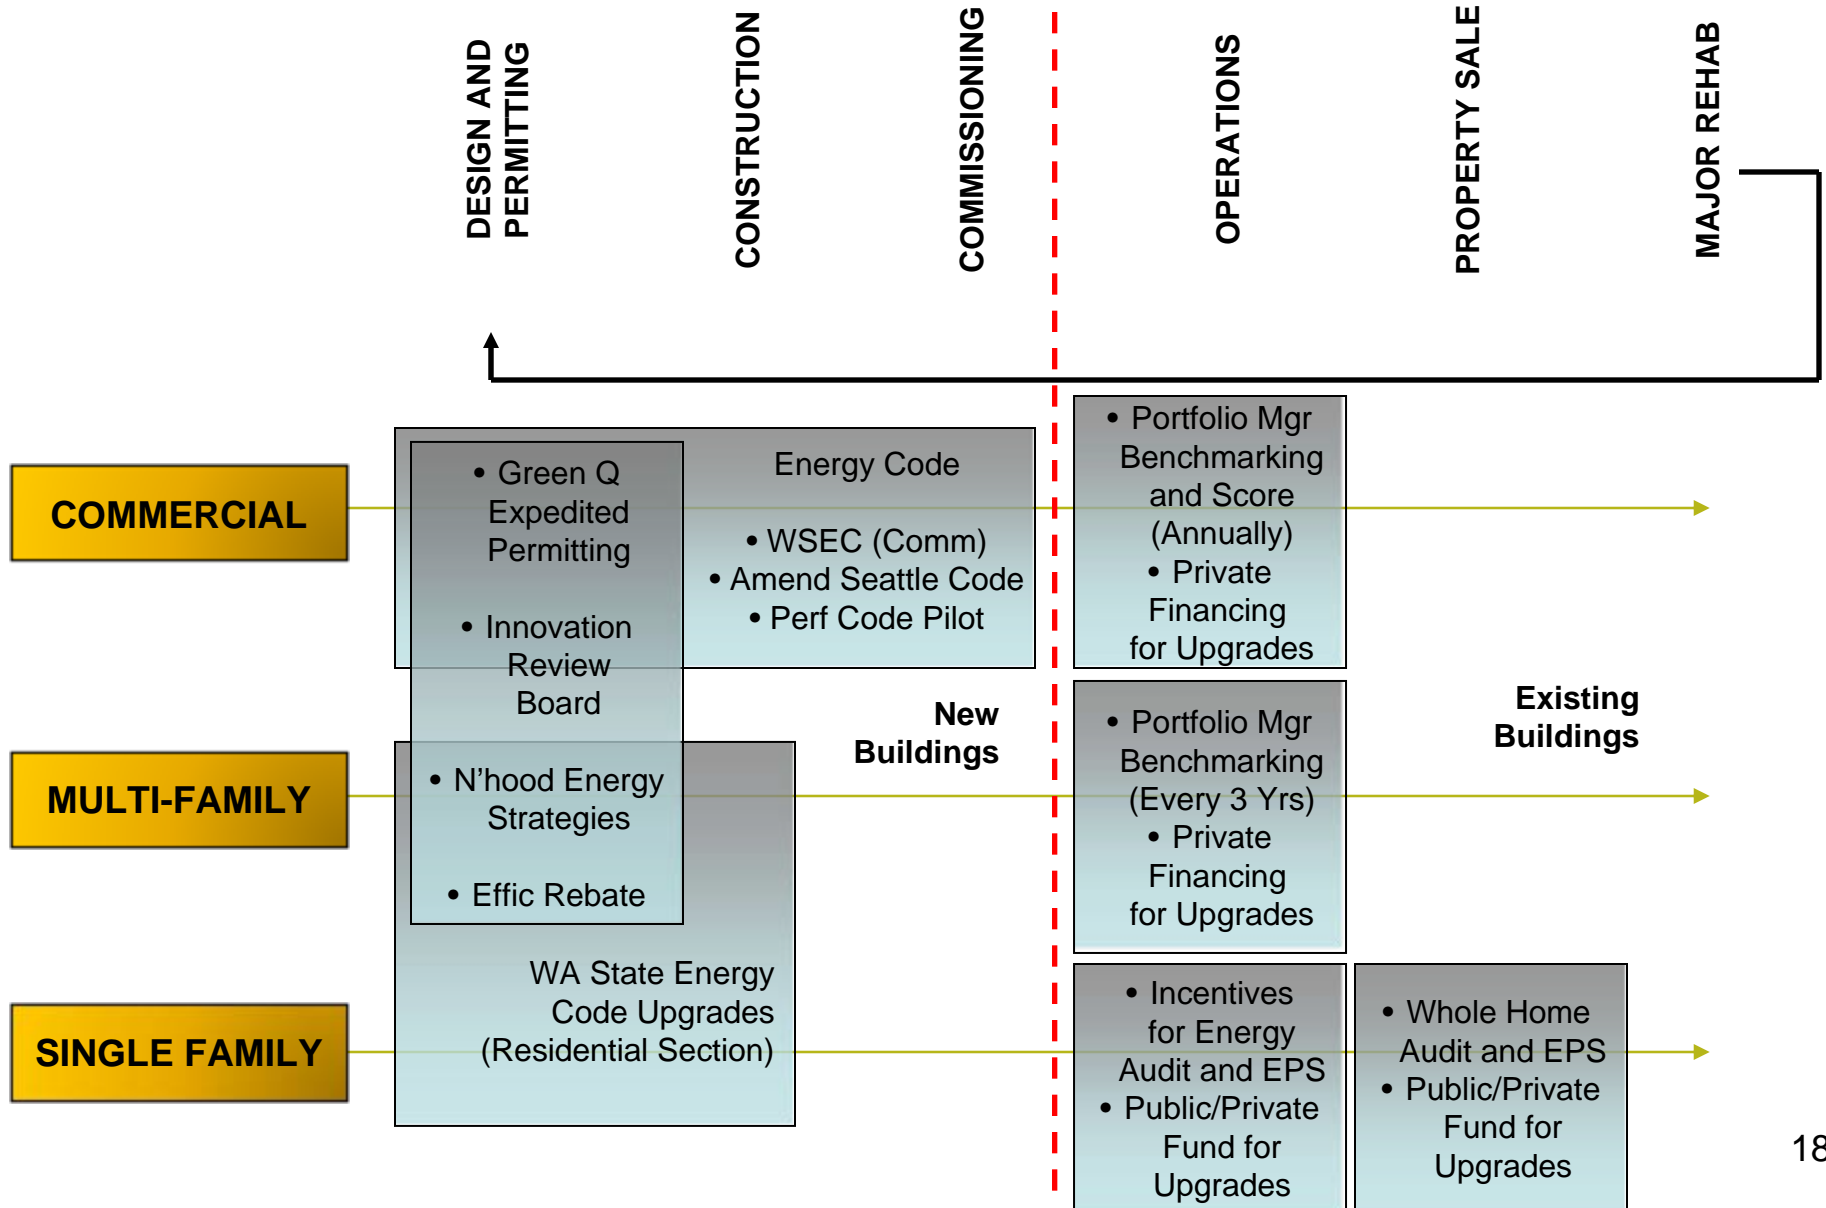 DESIGN AND
PERMITTING
CONSTRUCTION
COMMISSIONING
OPERATIONS
PROPERTY SALE
MAJOR REHAB
COMMERCIAL
• Green Q
Expedited
Permitting
• Innovation
Review
Board
• N'hood Energy
Strategies
• Effic Rebate
Energy Code
• WSEC (Comm)
• Amend Seattle Code
• Perf Code Pilot
• Portfolio Mgr
Benchmarking
and Score
(Annually)
• Private
Financing
for Upgrades
New
Buildings
Existing
Buildings
MULTI-FAMILY
• Portfolio Mgr
Benchmarking
(Every 3 Yrs)
• Private
Financing
for Upgrades
SINGLE FAMILY
WA State Energy
Code Upgrades
(Residential Section)
• Incentives
for Energy
Audit and EPS
• Public/Private
Fund for
Upgrades
• Whole Home
Audit and EPS
• Public/Private
Fund for
Upgrades
18